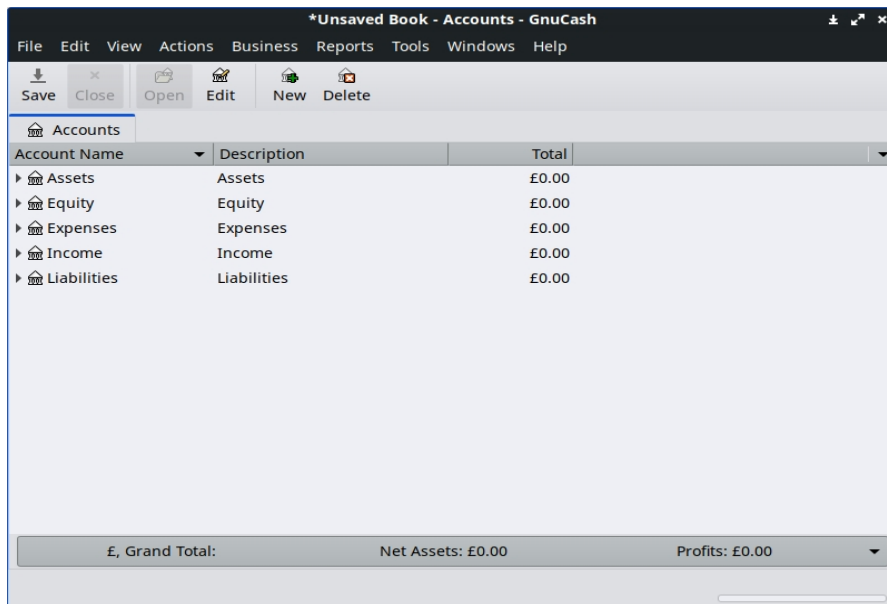 *Unsaved Book - Accounts - GnuCash
File Edit View Actions Business Reports Tools Windows Help
Save Close Open Edit New Delete
Accounts
Account Name Description Total
Assets Assets £0.00
Equity Equity £0.00
Expenses Expenses £0.00
Income Income £0.00
Liabilities Liabilities £0.00
£, Grand Total: Net Assets: £0.00 Profits: £0.00